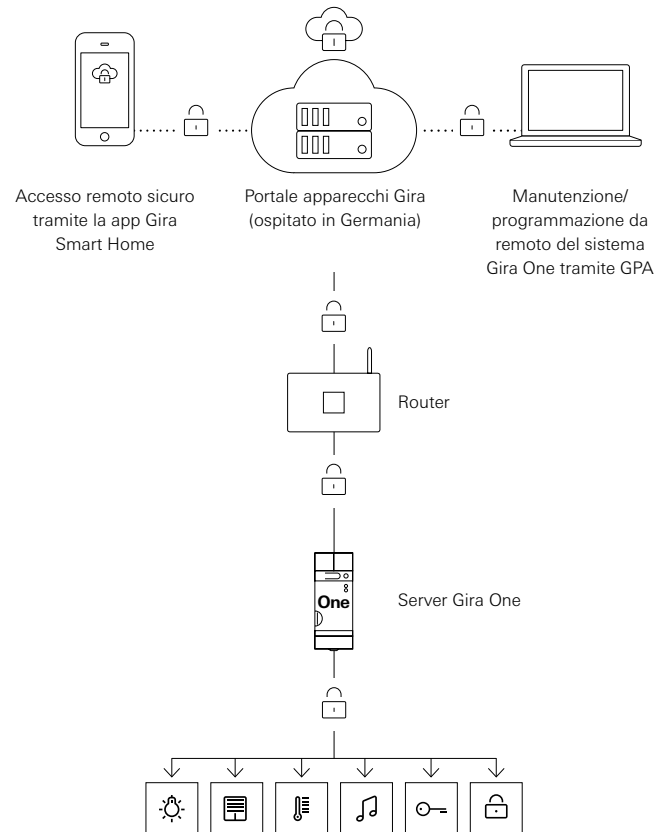 Accesso remoto sicuro
tramite la app Gira
Smart Home
Portale apparecchi Gira
(ospitato in Germania)
Manutenzione/
programmazione da
remoto del sistema
Gira One tramite GPA
Router
One
Server Gira One